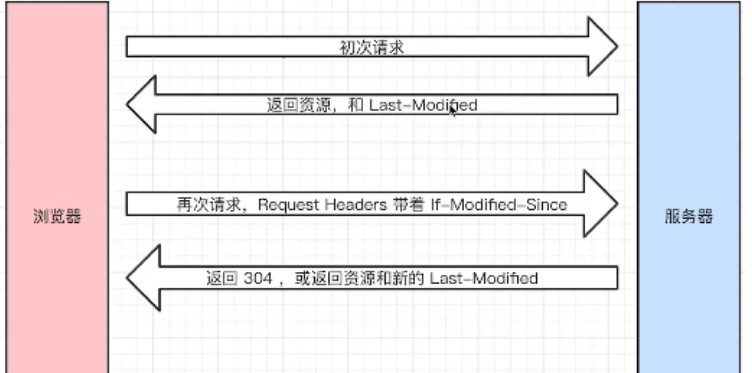 初次请求
返回资源，和 Last-Modified
浏览器
再次请求，Request Headers 带着 If-Modified-Since
服务器
返回 304 ，或返回资源和新的 Last-Modified